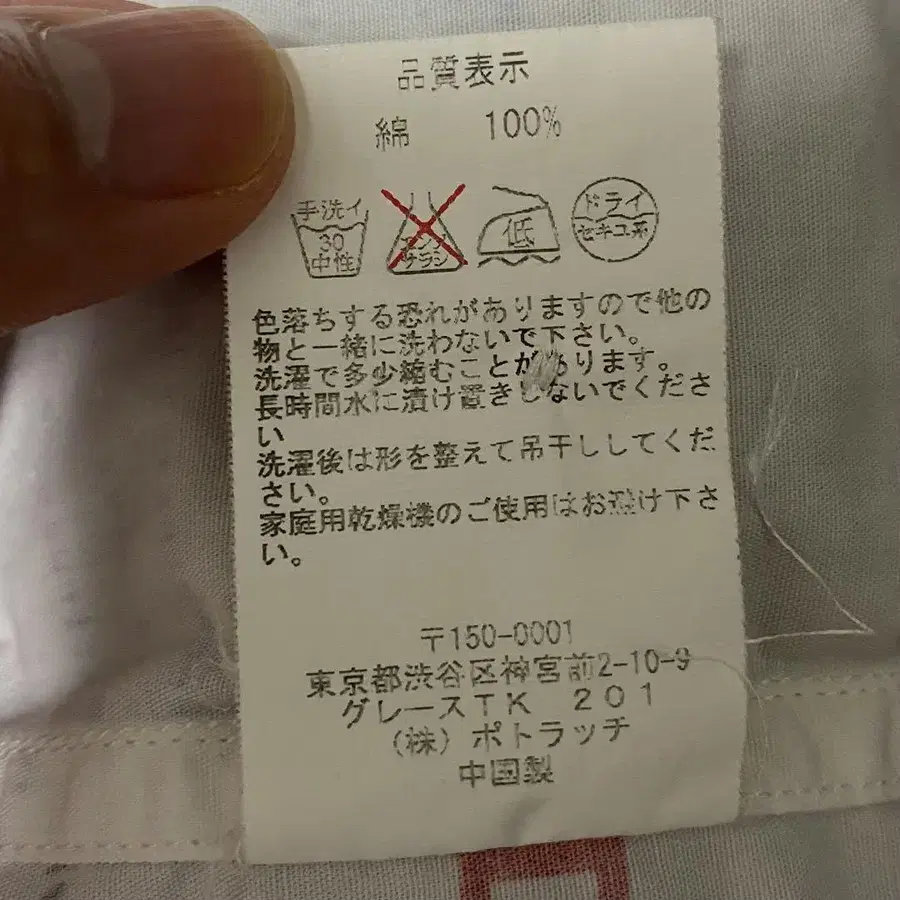 品質表示
綿 100%
手洗イ
30
中性
エンソ
サラシ
低
ドライ
セキユ系
色落ちする恐れがありますので他の
物と一緒に洗わないで下さい。
洗濯で多少縮むことがあります。
長時間水に漬け置きしないでくださ
い
洗濯後は形を整えて吊干ししてくだ
さい。
家庭用乾燥機のご使用はお避け下さ
い。
〒150-0001
東京都渋谷区神宮前2-10-9
グレースTK 201
(株) ポトラッチ
中国製